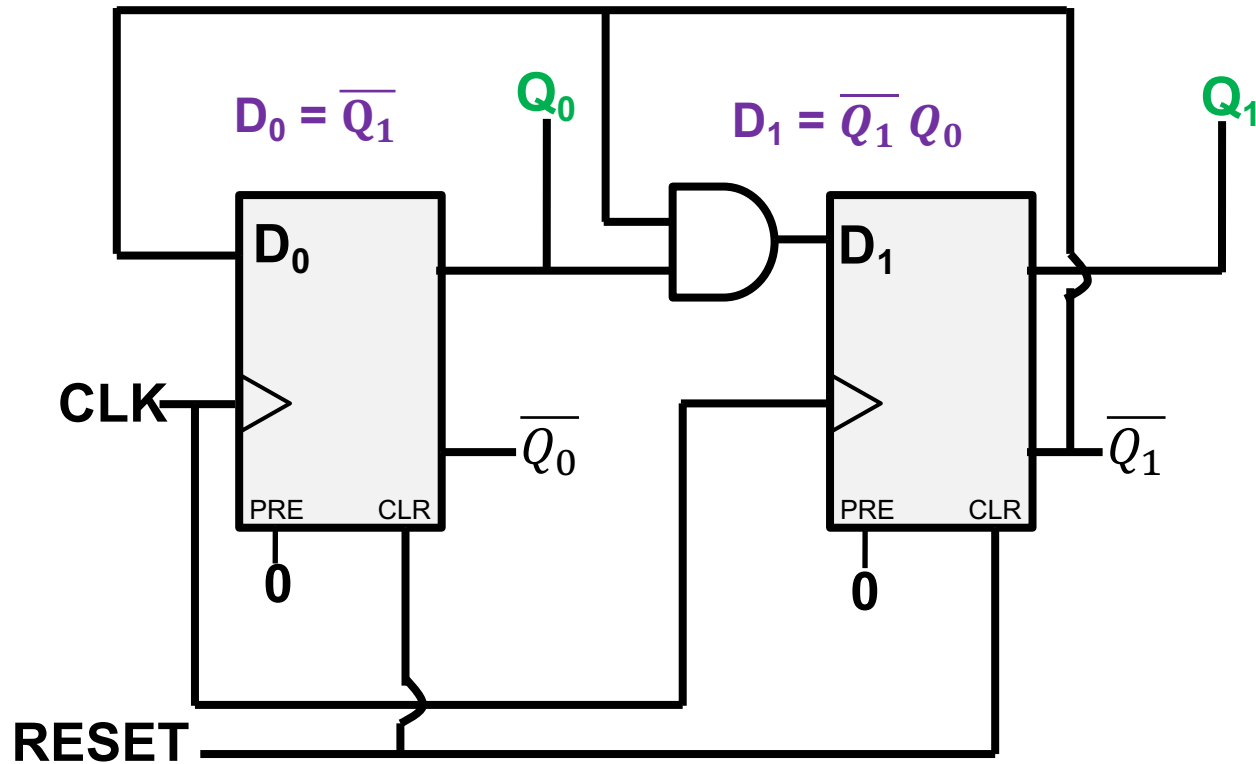 D₀ = Q̅₁̅
Q₀
D₁ = Q̅₁̅ Q₀
Q₁
D₀
D₁
CLK
Q̅₀̅
Q̅₁̅
PRE CLR
PRE CLR
0
0
RESET